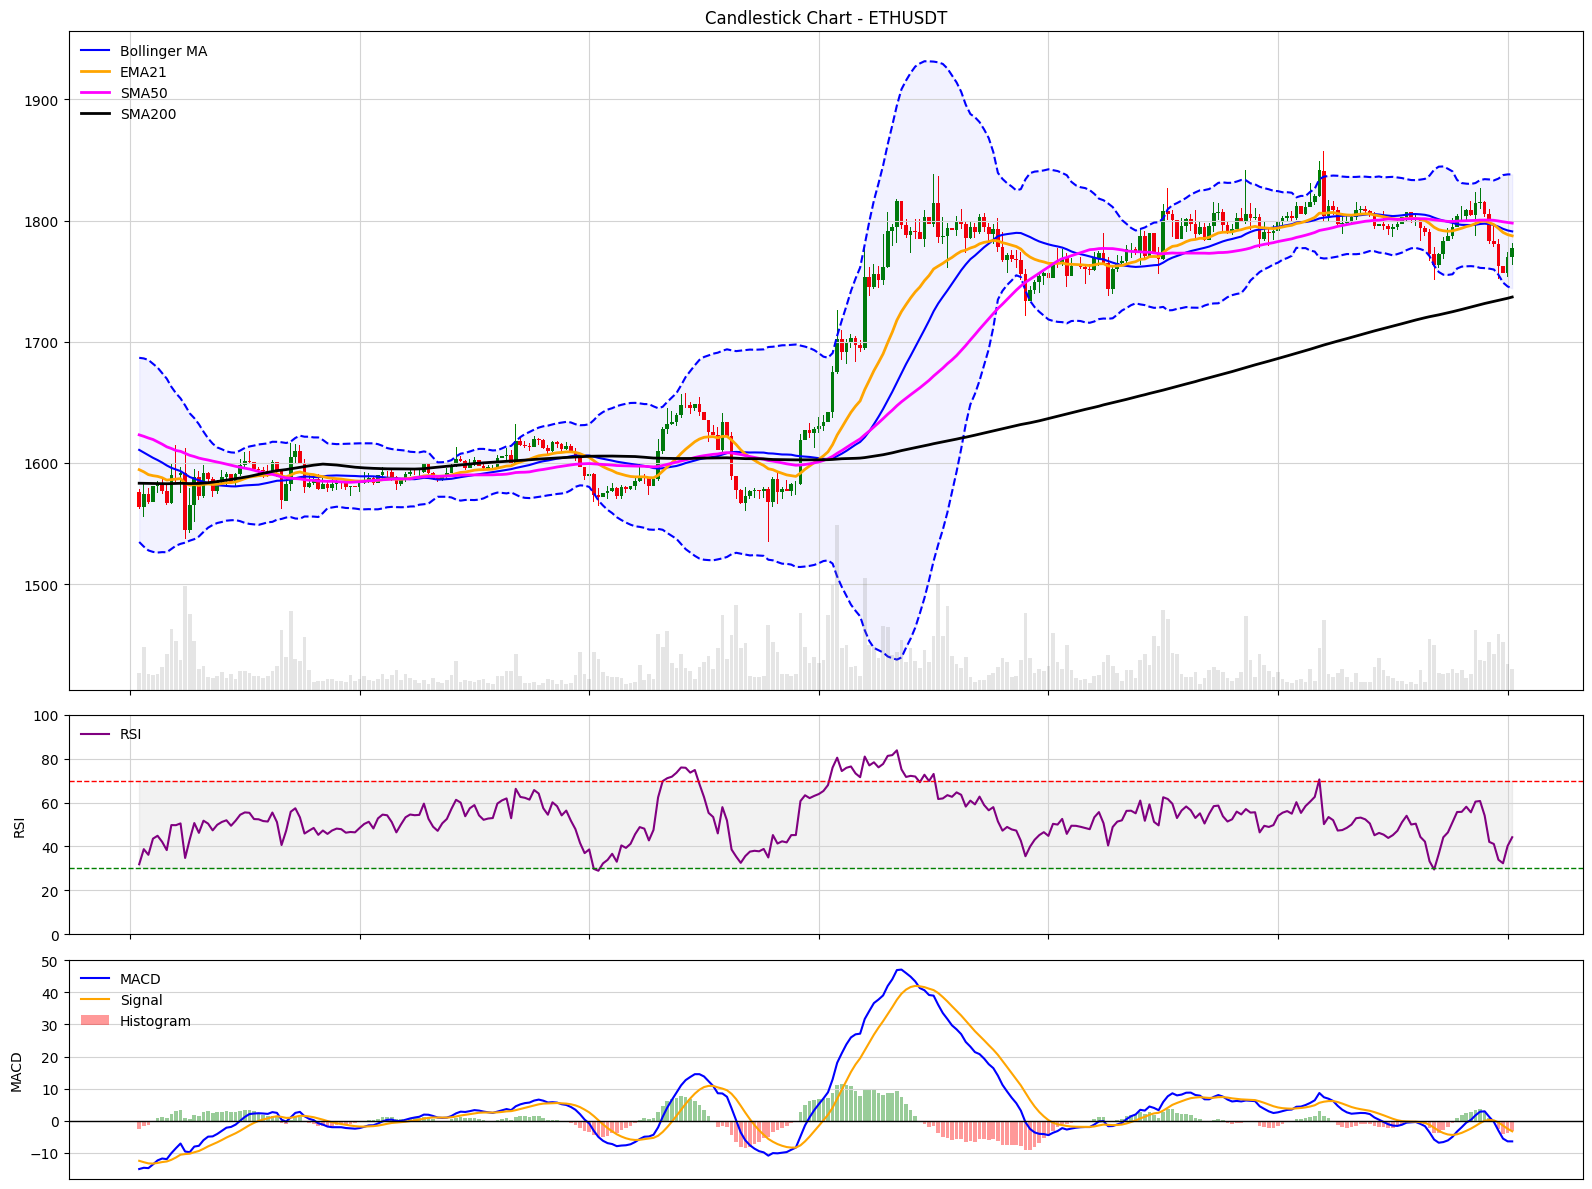 Candlestick Chart - ETHUSDT
Bollinger MA
EMA21
SMA50
SMA200
1900
1800
1700
1600
1500
RSI
100
80
60
40
20
0
RSI
MACD
Signal
Histogram
50
40
30
20
10
0
−10
MACD